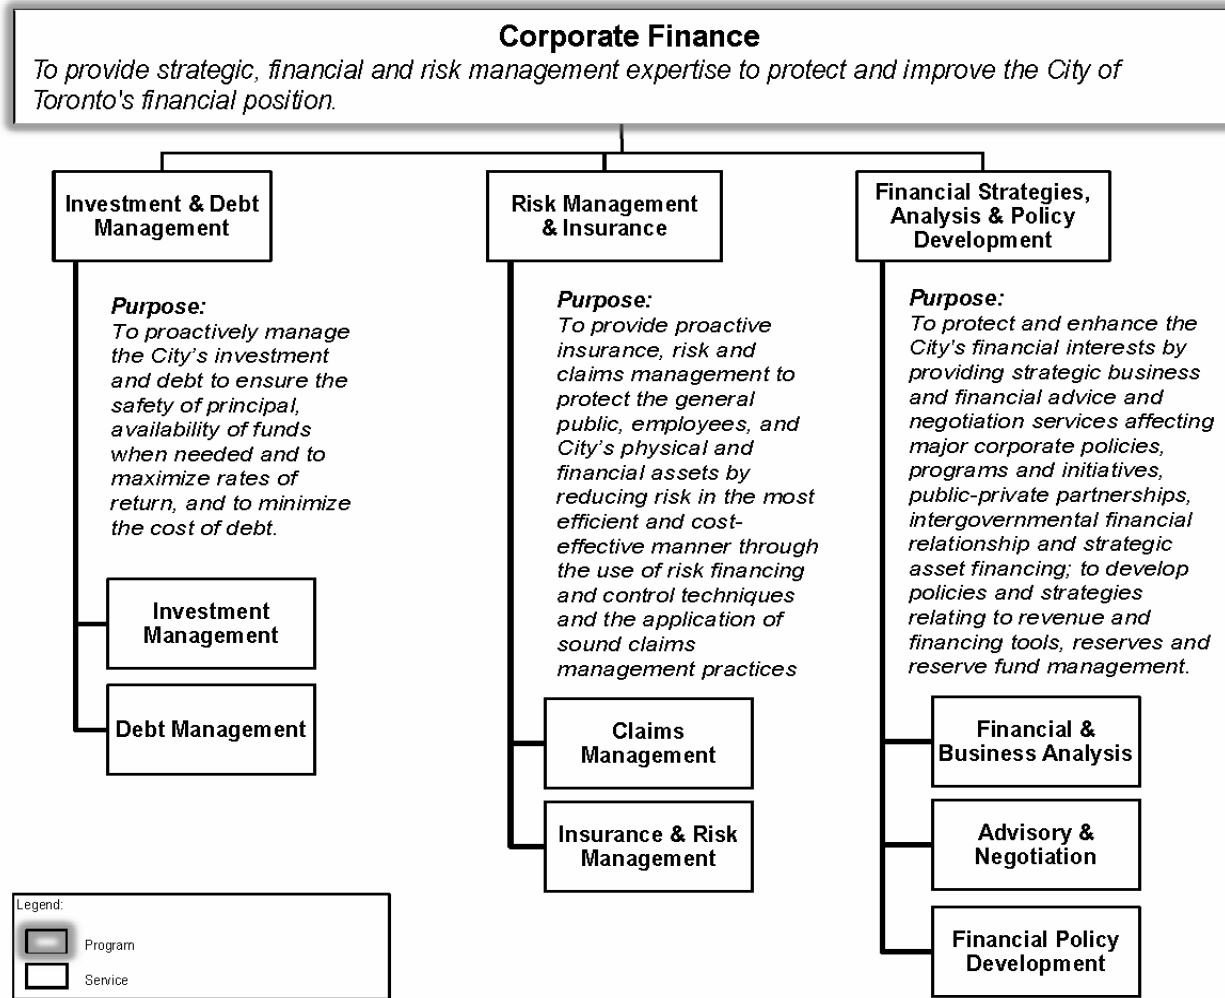 Corporate Finance
To provide strategic, financial and risk management expertise to protect and improve the City of
Toronto's financial position.
Investment & Debt
Management
Purpose:
To proactively manage
the City's investment
and debt to ensure the
safety of principal,
availability of funds
when needed and to
maximize rates of
return, and to minimize
the cost of debt.
Investment
Management
Debt Management
Risk Management
& Insurance
Purpose:
To provide proactive
insurance, risk and
claims management to
protect the general
public, employees, and
City's physical and
financial assets by
reducing risk in the most
efficient and cost-
effective manner through
the use of risk financing
and control techniques
and the application of
sound claims
management practices
Claims
Management
Insurance & Risk
Management
Financial Strategies,
Analysis & Policy
Development
Purpose:
To protect and enhance the
City's financial interests by
providing strategic business
and financial advice and
negotiation services affecting
major corporate policies,
programs and initiatives,
public-private partnerships,
intergovernmental financial
relationship and strategic
asset financing; to develop
policies and strategies
relating to revenue and
financing tools, reserves and
reserve fund management.
Financial &
Business Analysis
Advisory &
Negotiation
Financial Policy
Development
Legend:
Program
Service